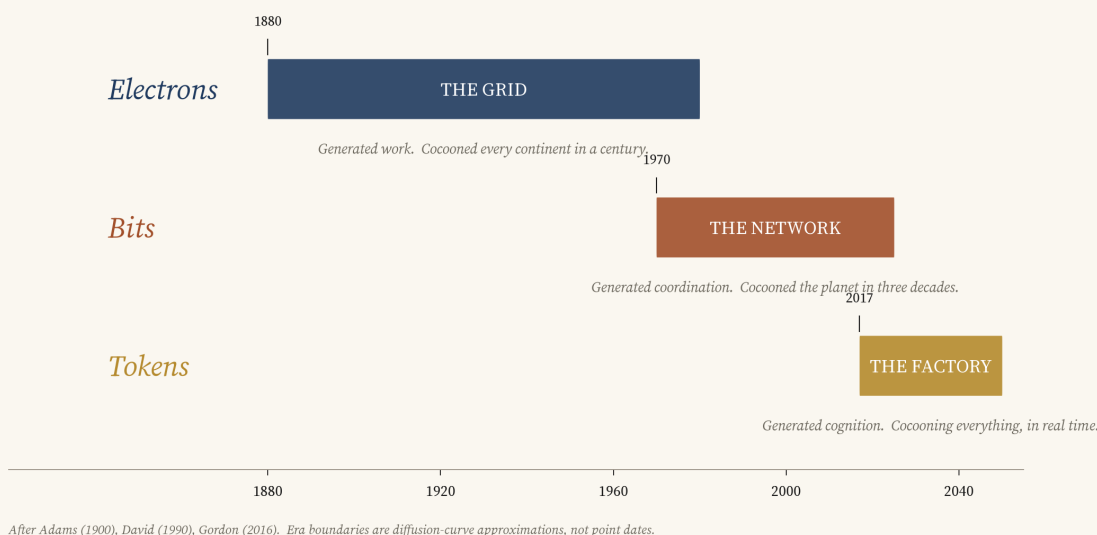 1880
Electrons
THE GRID
Generated work.  Cocooned every continent in a century.
1970
Bits
THE NETWORK
Generated coordination.  Cocooned the planet in three decades.
2017
Tokens
THE FACTORY
Generated cognition.  Cocooning everything, in real time.
1880 1920 1960 2000 2040
After Adams (1900), David (1990), Gordon (2016).  Era boundaries are diffusion-curve approximations, not point dates.